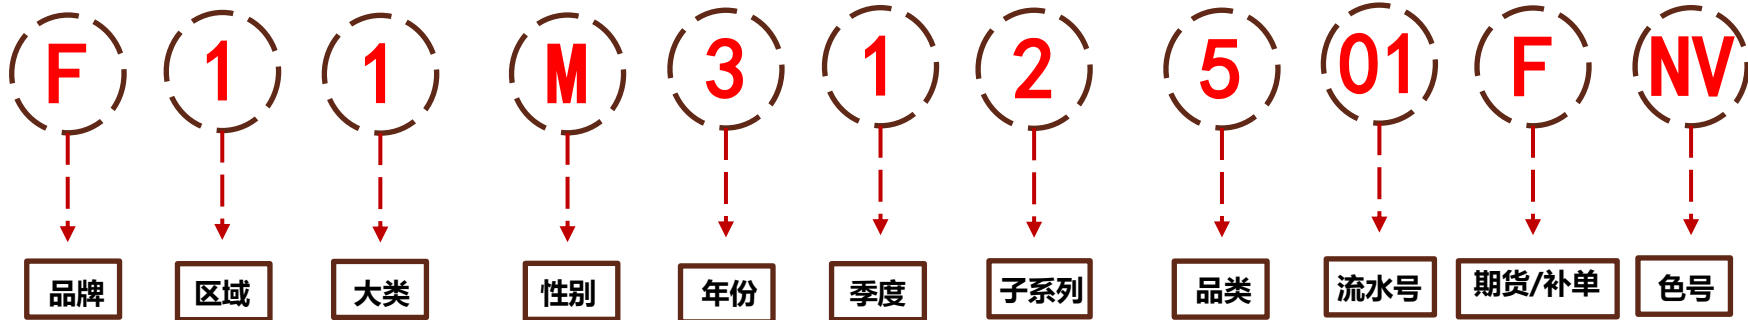 F 1 1 M 3 1 2 5 01 F NV
品牌 区域 大类 性别 年份 季度 子系列 品类 流水号 期货/补单 色号